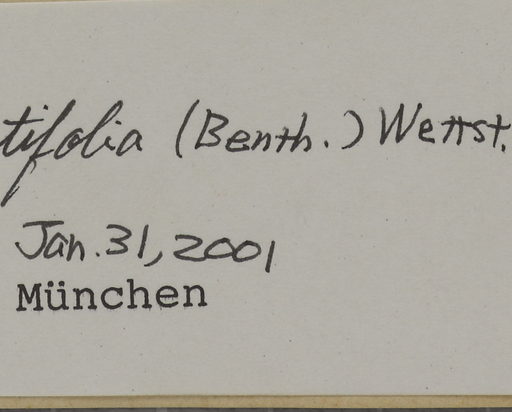 tifolia (Benth.) Wettst.
Jan. 31, 2001
München